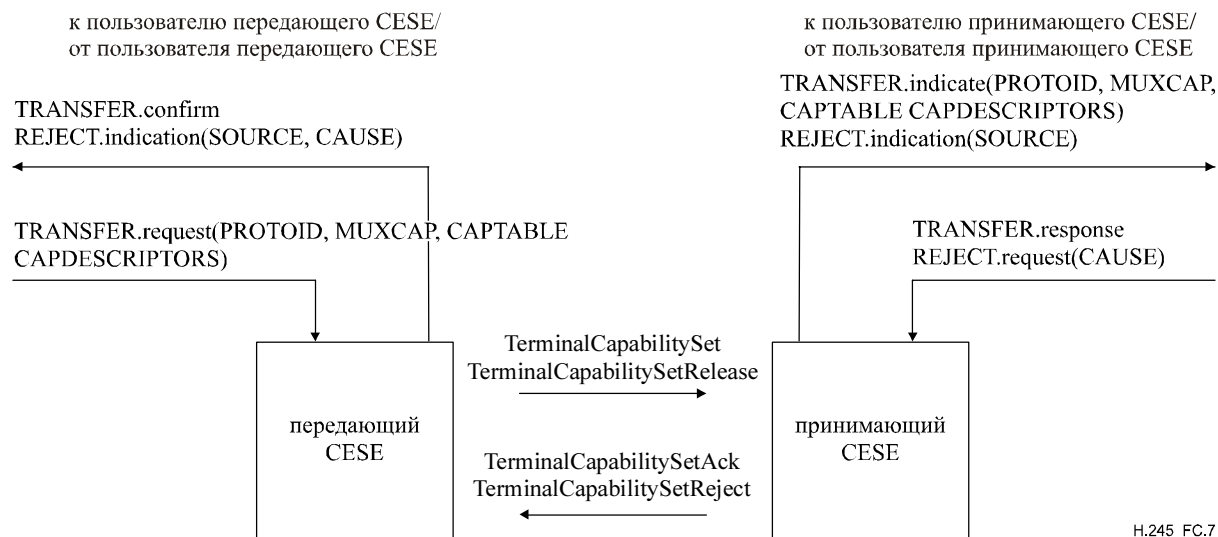 к пользователю передающего CESE/
от пользователя передающего CESE
к пользователю принимающего CESE/
от пользователя принимающего CESE
TRANSFER.confirm
REJECT.indication(SOURCE, CAUSE)
TRANSFER.indicate(PROTOID, MUXCAP,
CAPTABLE CAPDESCRIPTORS)
REJECT.indication(SOURCE)
TRANSFER.request(PROTOID, MUXCAP, CAPTABLE
CAPDESCRIPTORS)
TRANSFER.response
REJECT.request(CAUSE)
TerminalCapabilitySet
TerminalCapabilitySetRelease
передающий
CESE
принимающий
CESE
TerminalCapabilitySetAck
TerminalCapabilitySetReject
H.245_FC.7